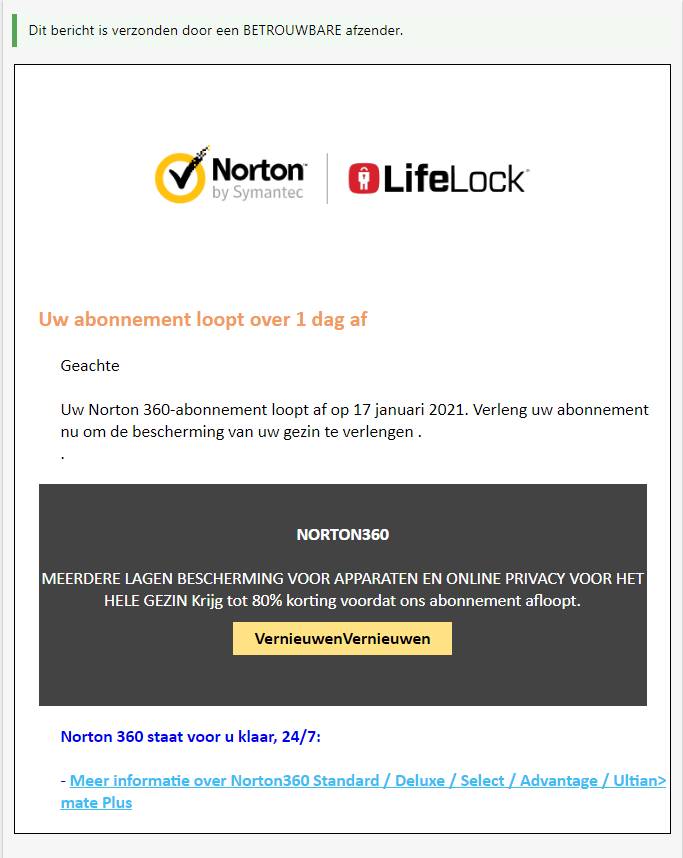 Dit bericht is verzonden door een BETROUWBARE afzender.
Norton™ LifeLock
by Symantec
Uw abonnement loopt over 1 dag af
Geachte
Uw Norton 360-abonnement loopt af op 17 januari 2021. Verleng uw abonnement
nu om de bescherming van uw gezin te verlengen .
.
NORTON360
MEERDERE LAGEN BESCHERMING VOOR APPARATEN EN ONLINE PRIVACY VOOR HET
HELE GEZIN Krijg tot 80% korting voordat ons abonnement afloopt.
VernieuwenVernieuwen
Norton 360 staat voor u klaar, 24/7:
- Meer informatie over Norton360 Standard / Deluxe / Select / Advantage / Ultian>
mate Plus